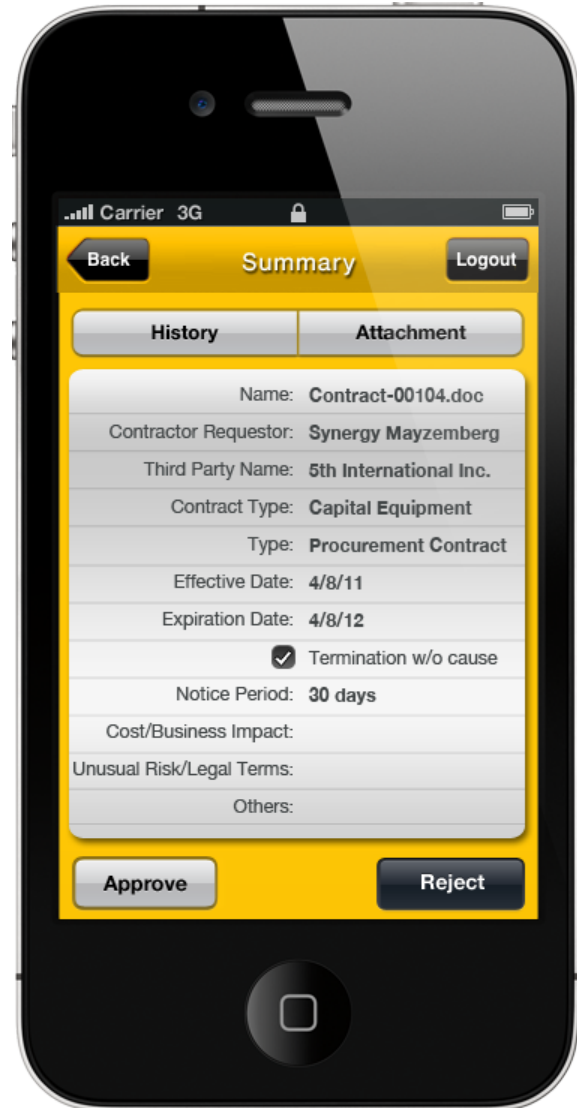 Carrier 3G
Back Summary Logout
History Attachment
Name: Contract-00104.doc
Contractor Requestor: Synergy Mayzemberg
Third Party Name: 5th International Inc.
Contract Type: Capital Equipment
Type: Procurement Contract
Effective Date: 4/8/11
Expiration Date: 4/8/12
Termination w/o cause
Notice Period: 30 days
Cost/Business Impact:
Unusual Risk/Legal Terms:
Others:
Approve Reject